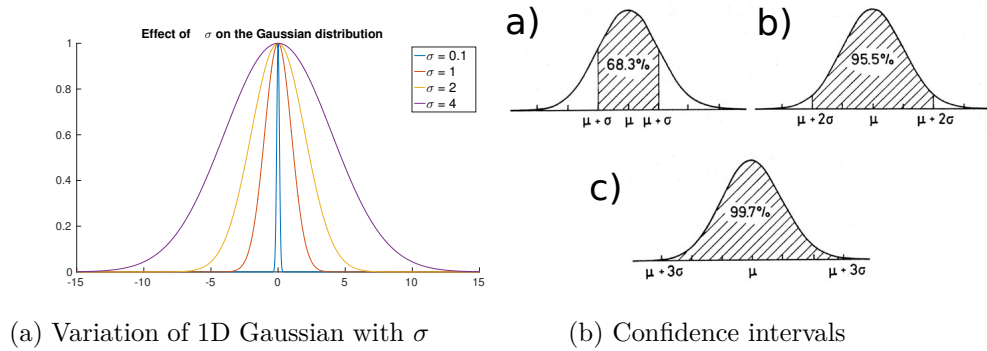 Effect of σ on the Gaussian distribution
σ = 0.1
σ = 1
σ = 2
σ = 4
1
0.8
0.6
0.4
0.2
0
-15 -10 -5 0 5 10 15
(a) Variation of 1D Gaussian with σ
a)
68.3%
μ + σ μ μ + σ
b)
95.5%
μ + 2σ μ μ + 2σ
c)
99.7%
μ + 3σ μ μ + 3σ
(b) Confidence intervals